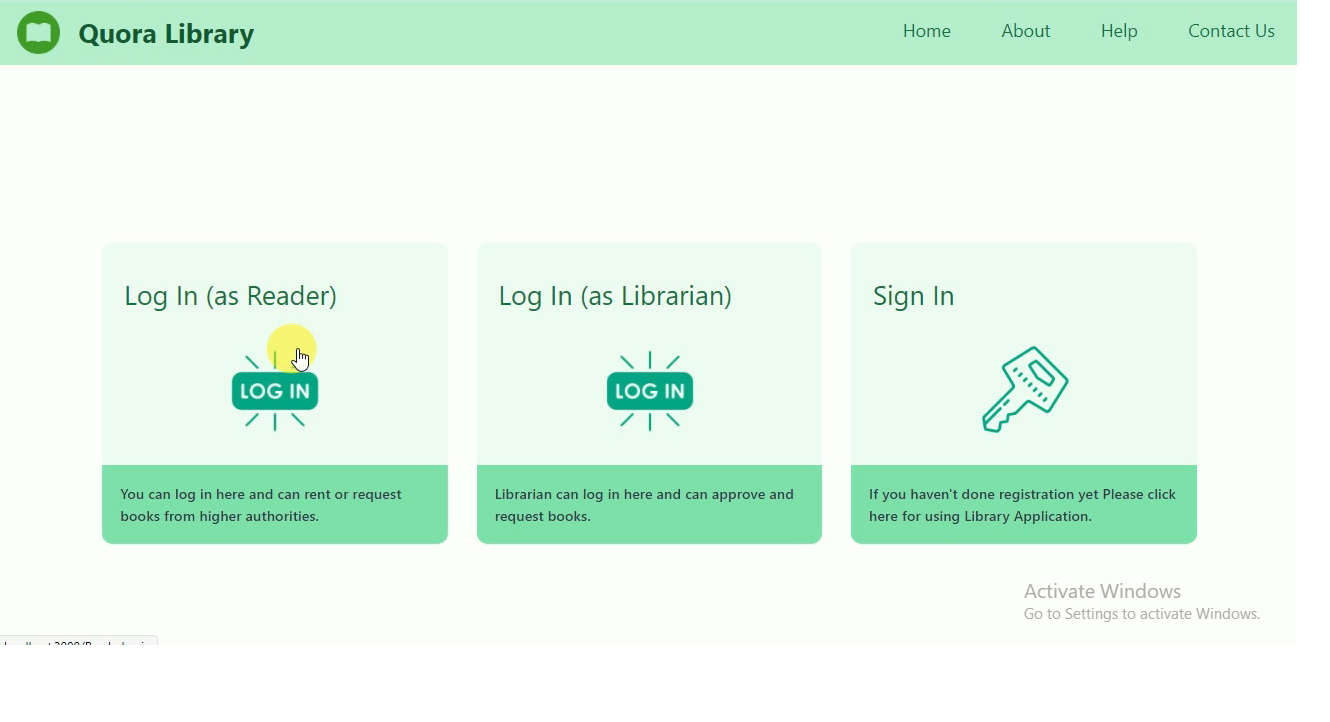 Quora Library
Home About Help Contact Us
Log In (as Reader)
LOG IN
You can log in here and can rent or request
books from higher authorities.
Log In (as Librarian)
LOG IN
Librarian can log in here and can approve and
request books.
Sign In
If you haven't done registration yet Please click
here for using Library Application.
Activate Windows
Go to Settings to activate Windows.